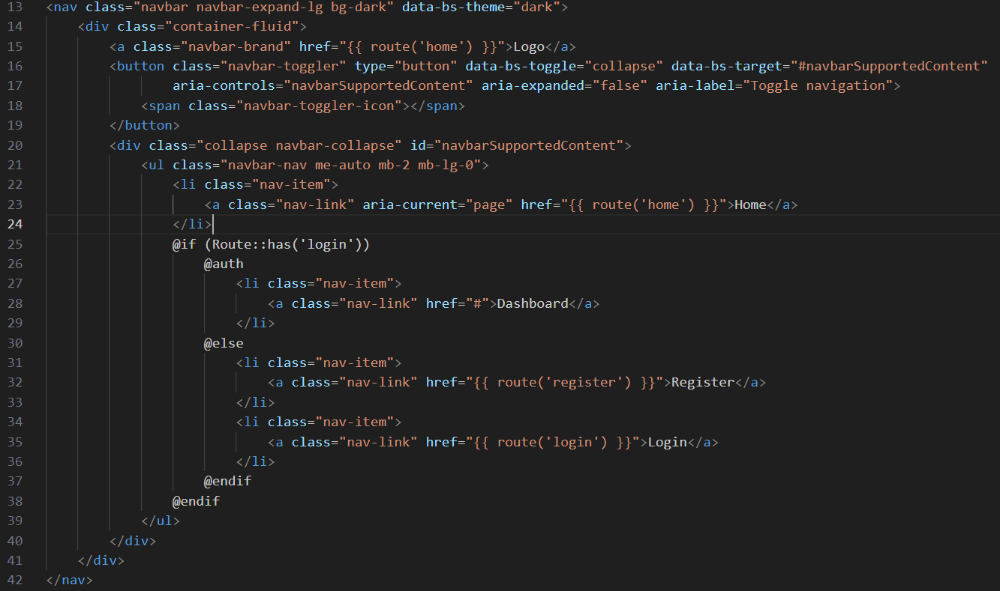 13 <nav class="navbar navbar-expand-lg bg-dark" data-bs-theme="dark">
14     <div class="container-fluid">
15         <a class="navbar-brand" href="{{ route('home') }}">Logo</a>
16         <button class="navbar-toggler" type="button" data-bs-toggle="collapse" data-bs-target="#navbarSupportedContent"
17                 aria-controls="navbarSupportedContent" aria-expanded="false" aria-label="Toggle navigation">
18             <span class="navbar-toggler-icon"></span>
19         </button>
20         <div class="collapse navbar-collapse" id="navbarSupportedContent">
21             <ul class="navbar-nav me-auto mb-2 mb-lg-0">
22                 <li class="nav-item">
23                     <a class="nav-link" aria-current="page" href="{{ route('home') }}">Home</a>
24                 </li>
25                 @if (Route::has('login'))
26                     @auth
27                         <li class="nav-item">
28                             <a class="nav-link" href="#">Dashboard</a>
29                         </li>
30                     @else
31                         <li class="nav-item">
32                             <a class="nav-link" href="{{ route('register') }}">Register</a>
33                         </li>
34                         <li class="nav-item">
35                             <a class="nav-link" href="{{ route('login') }}">Login</a>
36                         </li>
37                     @endif
38                 @endif
39             </ul>
40         </div>
41     </div>
42 </nav>